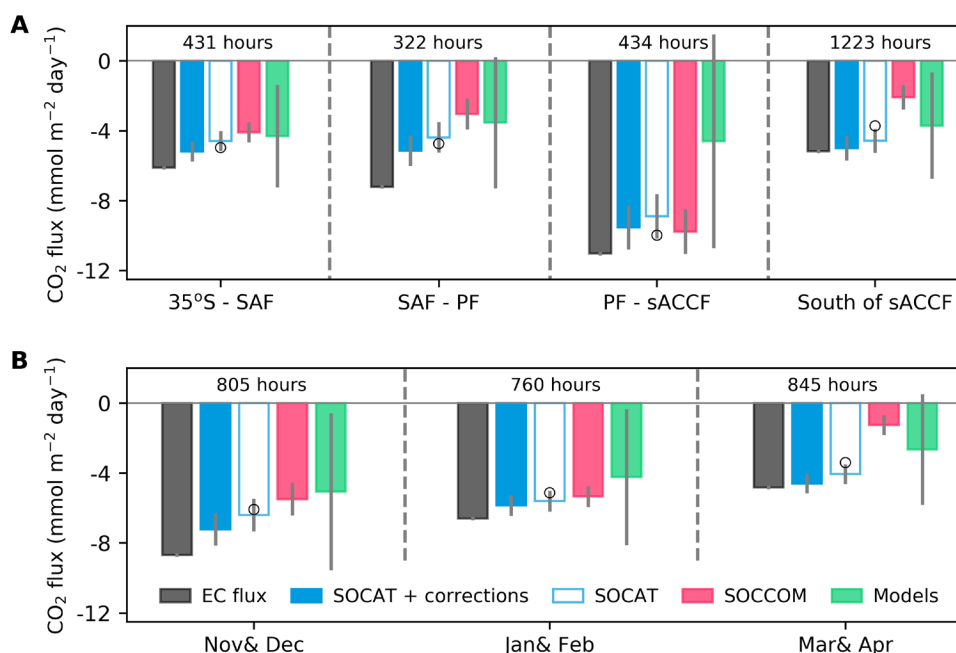 A
431 hours 322 hours 434 hours 1223 hours
CO₂ flux (mmol m⁻² day⁻¹)
0
-4
-8
-12
35°S - SAF SAF - PF PF - sACCF South of sACCF
B
805 hours 760 hours 845 hours
CO₂ flux (mmol m⁻² day⁻¹)
0
-4
-8
-12
EC flux SOCAT + corrections SOCAT SOCCOM Models
Nov& Dec Jan& Feb Mar& Apr